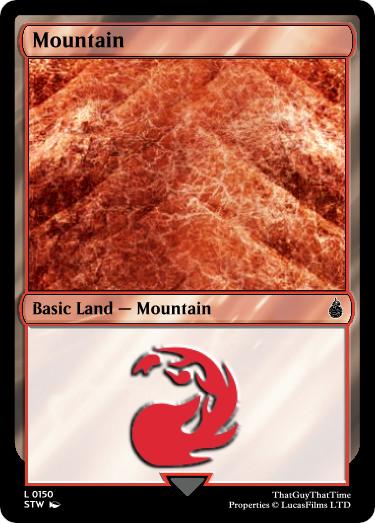 Mountain
Basic Land — Mountain
L 0150
ThatGuyThatTime
STW
Properties © LucasFilms LTD